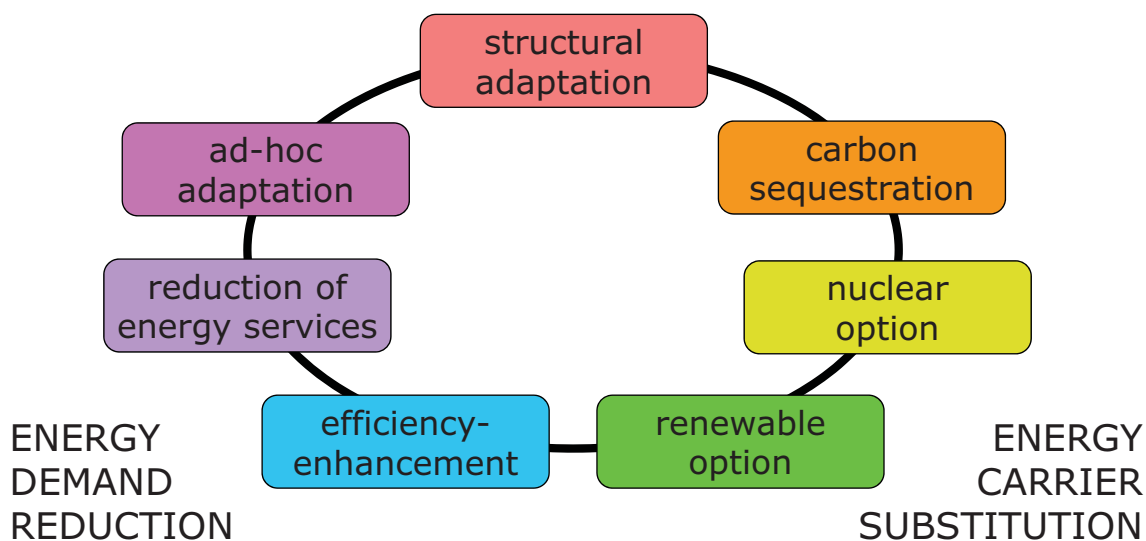 structural
adaptation
ad-hoc
adaptation
carbon
sequestration
reduction of
energy services
nuclear
option
efficiency-
enhancement
renewable
option
ENERGY
DEMAND
REDUCTION
ENERGY
CARRIER
SUBSTITUTION